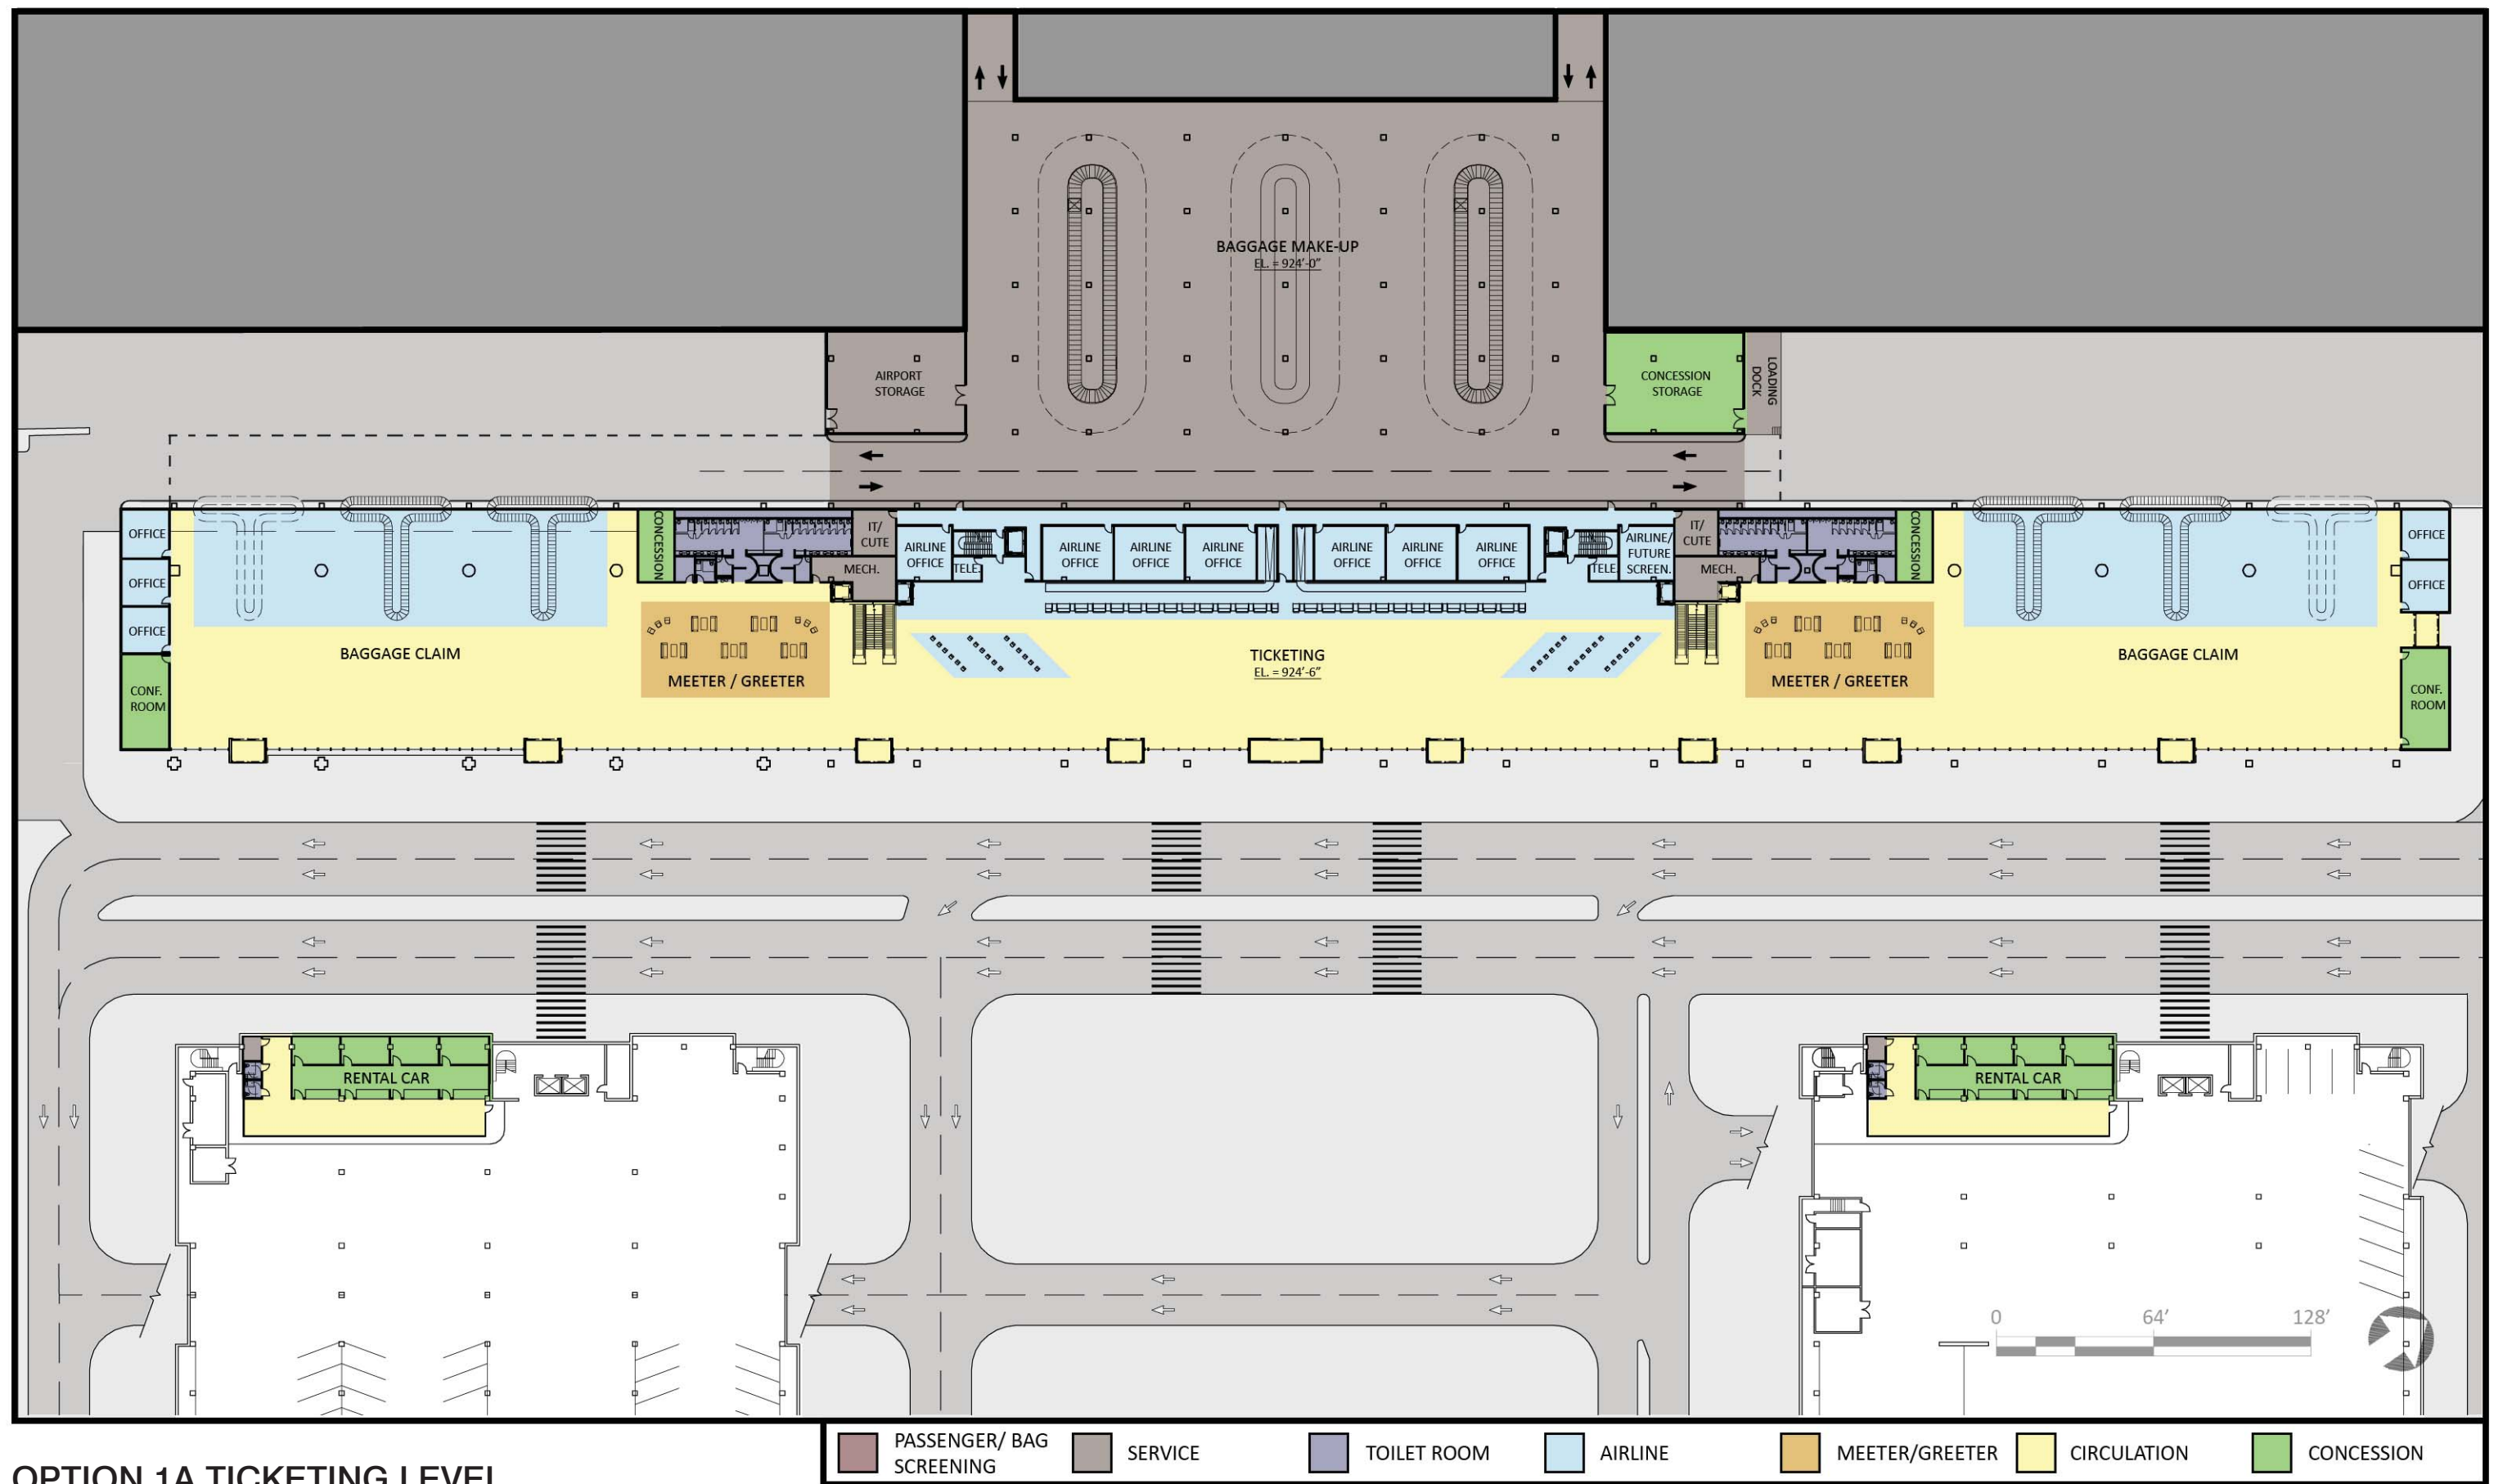 BAGGAGE MAKE-UP
EL. = 924'-0"
AIRPORT
STORAGE
CONCESSION
STORAGE
LOADING
DOCK
OFFICE
OFFICE
OFFICE
CONF.
ROOM
BAGGAGE CLAIM
CONCESSION
IT/
CUTE
MECH.
MEETER / GREETER
AIRLINE
OFFICE
TELE.
AIRLINE
OFFICE
AIRLINE
OFFICE
AIRLINE
OFFICE
AIRLINE
OFFICE
AIRLINE
OFFICE
AIRLINE
OFFICE
TELE.
AIRLINE/
FUTURE
SCREEN.
IT/
CUTE
MECH.
CONCESSION
TICKETING
EL. = 924'-6"
MEETER / GREETER
BAGGAGE CLAIM
OFFICE
OFFICE
CONF.
ROOM
RENTAL CAR
RENTAL CAR
0 64' 128'
PASSENGER/ BAG
SCREENING
SERVICE
TOILET ROOM
AIRLINE
MEETER/GREETER
CIRCULATION
CONCESSION
OPTION 1A TICKETING LEVEL